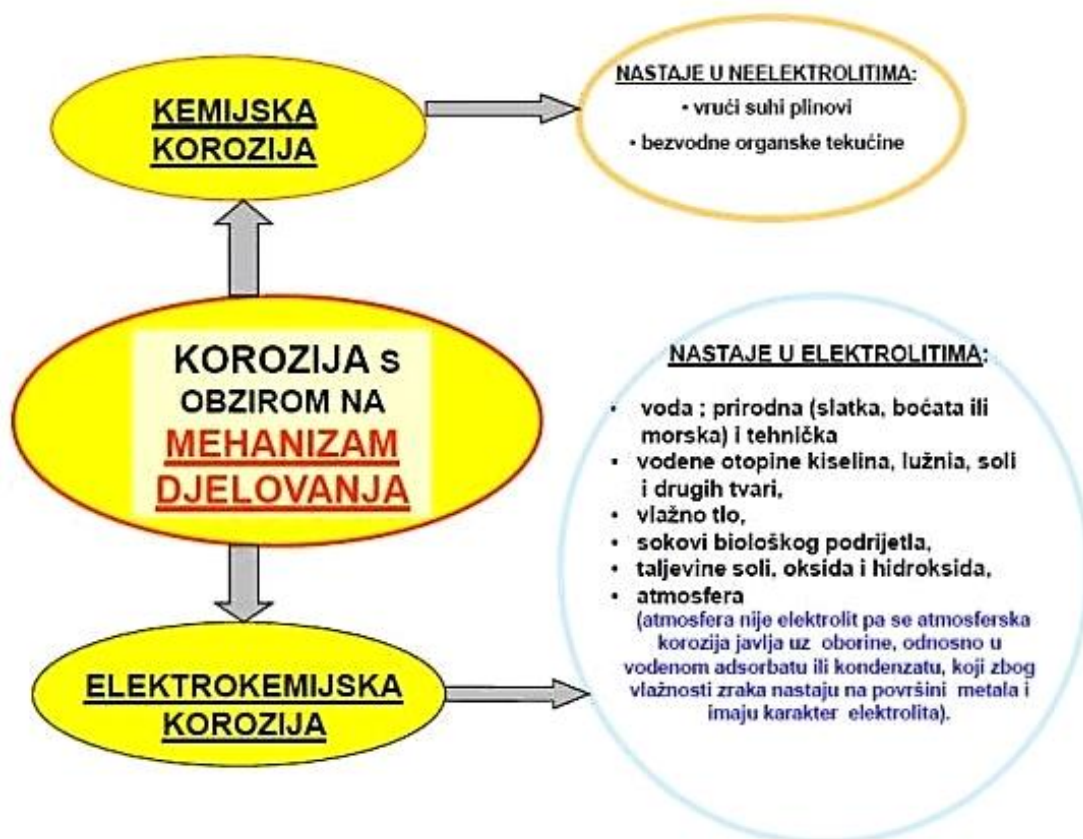 KEMIJSKA
KOROZIJA
NASTAJE U NEELEKTROLITIMA:
• vrući suhi plinovi
• bezvodne organske tekućine
KOROZIJA s
OBZIROM NA
MEHANIZAM
DJELOVANJA
ELEKTROKEMIJSKA
KOROZIJA
NASTAJE U ELEKTROLITIMA:
• voda ; prirodna (slatka, boćata ili
morska) i tehnička
• vodene otopine kiselina, lužnia, soli
i drugih tvari,
• vlažno tlo,
• sokovi biološkog podrijetla,
• taljevine soli, oksida i hidroksida,
• atmosfera
(atmosfera nije elektrolit pa se atmosferska
korozija javlja uz oborine, odnosno u
vodenom adsorbatu ili kondenzatu, koji zbog
vlažnosti zraka nastaju na površini metala i
imaju karakter elektrolita).